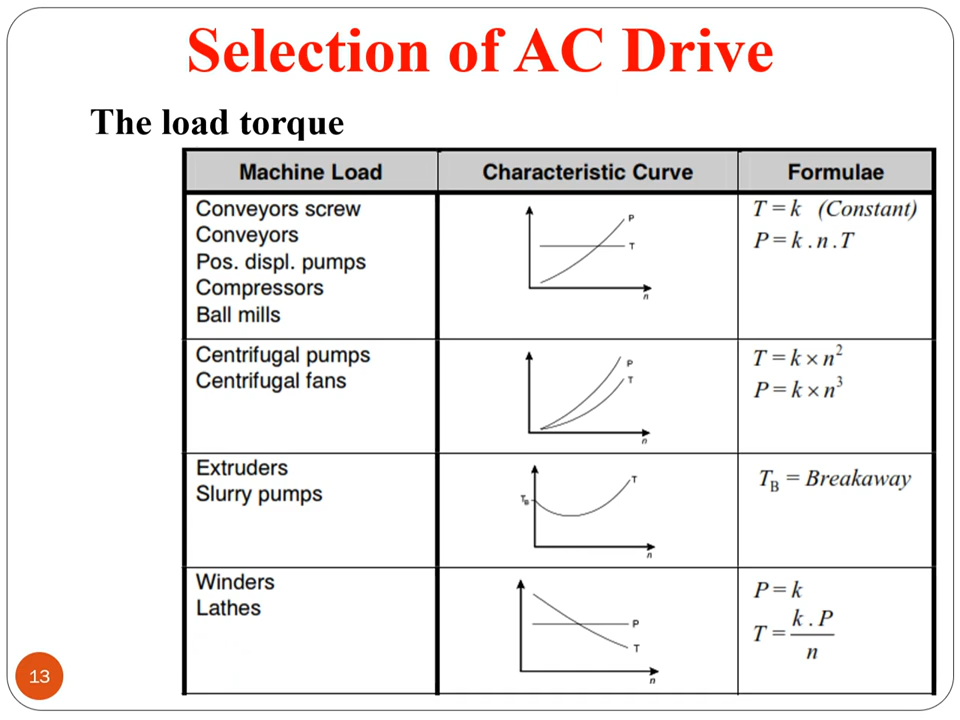 Selection of AC Drive
The load torque
Machine Load
Characteristic Curve
Formulae
Conveyors screw
Conveyors
Pos. displ. pumps
Compressors
Ball mills
P
T
n
T = k (Constant)
P = k . n . T
Centrifugal pumps
Centrifugal fans
P
T
n
T = k × n²
P = k × n³
Extruders
Slurry pumps
T
T_B
n
T_B = Breakaway
Winders
Lathes
P
T
n
P = k
T = k . P / n
13